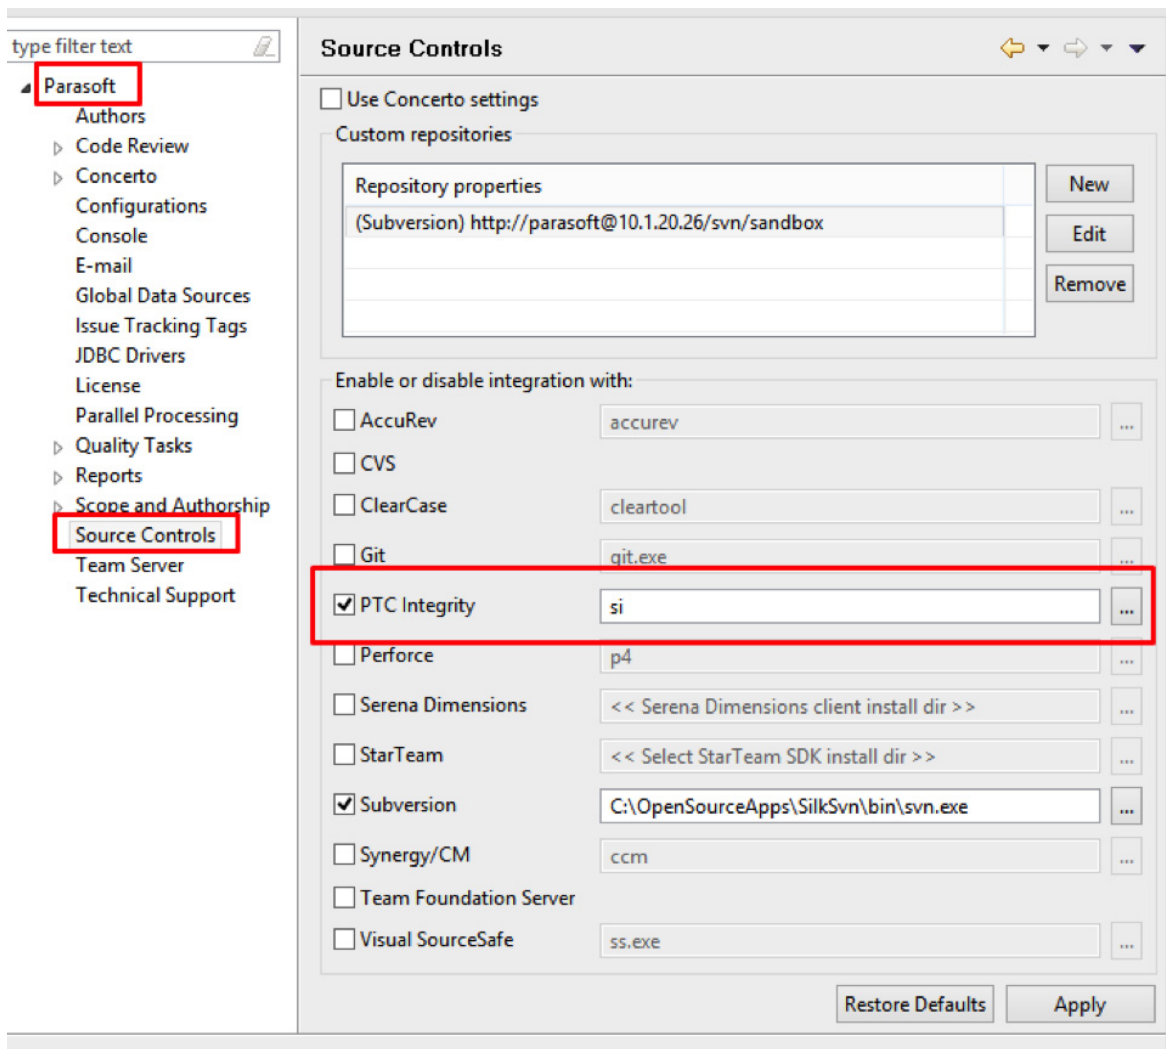 type filter text
Parasoft
Authors
Code Review
Concerto
Configurations
Console
E-mail
Global Data Sources
Issue Tracking Tags
JDBC Drivers
License
Parallel Processing
Quality Tasks
Reports
Scope and Authorship
Source Controls
Team Server
Technical Support
Source Controls
Use Concerto settings
Custom repositories
Repository properties
(Subversion) http://parasoft@10.1.20.26/svn/sandbox
New
Edit
Remove
Enable or disable integration with:
AccuRev accurev ...
CVS
ClearCase cleartool ...
Git git.exe ...
PTC Integrity si ...
Perforce p4 ...
Serena Dimensions << Serena Dimensions client install dir >> ...
StarTeam << Select StarTeam SDK install dir >> ...
Subversion C:\OpenSourceApps\SilkSvn\bin\svn.exe ...
Synergy/CM ccm ...
Team Foundation Server
Visual SourceSafe ss.exe ...
Restore Defaults Apply